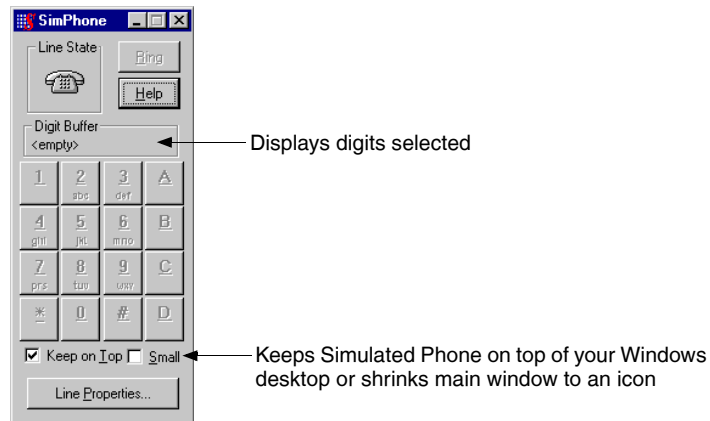 SimPhone
Line State
Ring
Help
Digit Buffer
<empty>
Displays digits selected
1 2 3 A
abc def
4 5 6 B
ghi jkl mno
7 8 9 C
prs tuv wxy
* 0 # D
Keep on Top Small
Keeps Simulated Phone on top of your Windows
desktop or shrinks main window to an icon
Line Properties...